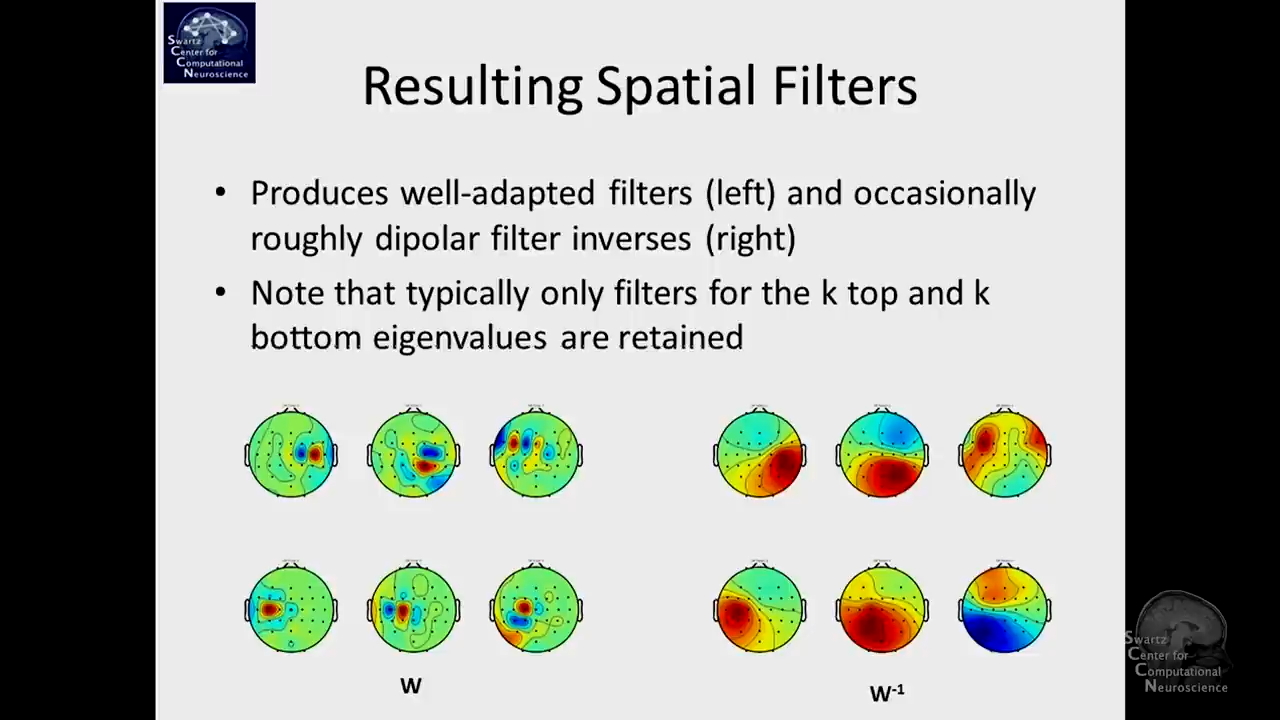 Swartz
Center for
Computational
Neuroscience
Resulting Spatial Filters
• Produces well-adapted filters (left) and occasionally
roughly dipolar filter inverses (right)
• Note that typically only filters for the k top and k
bottom eigenvalues are retained
W
W-1
Swartz
Center for
Computational
Neuroscience